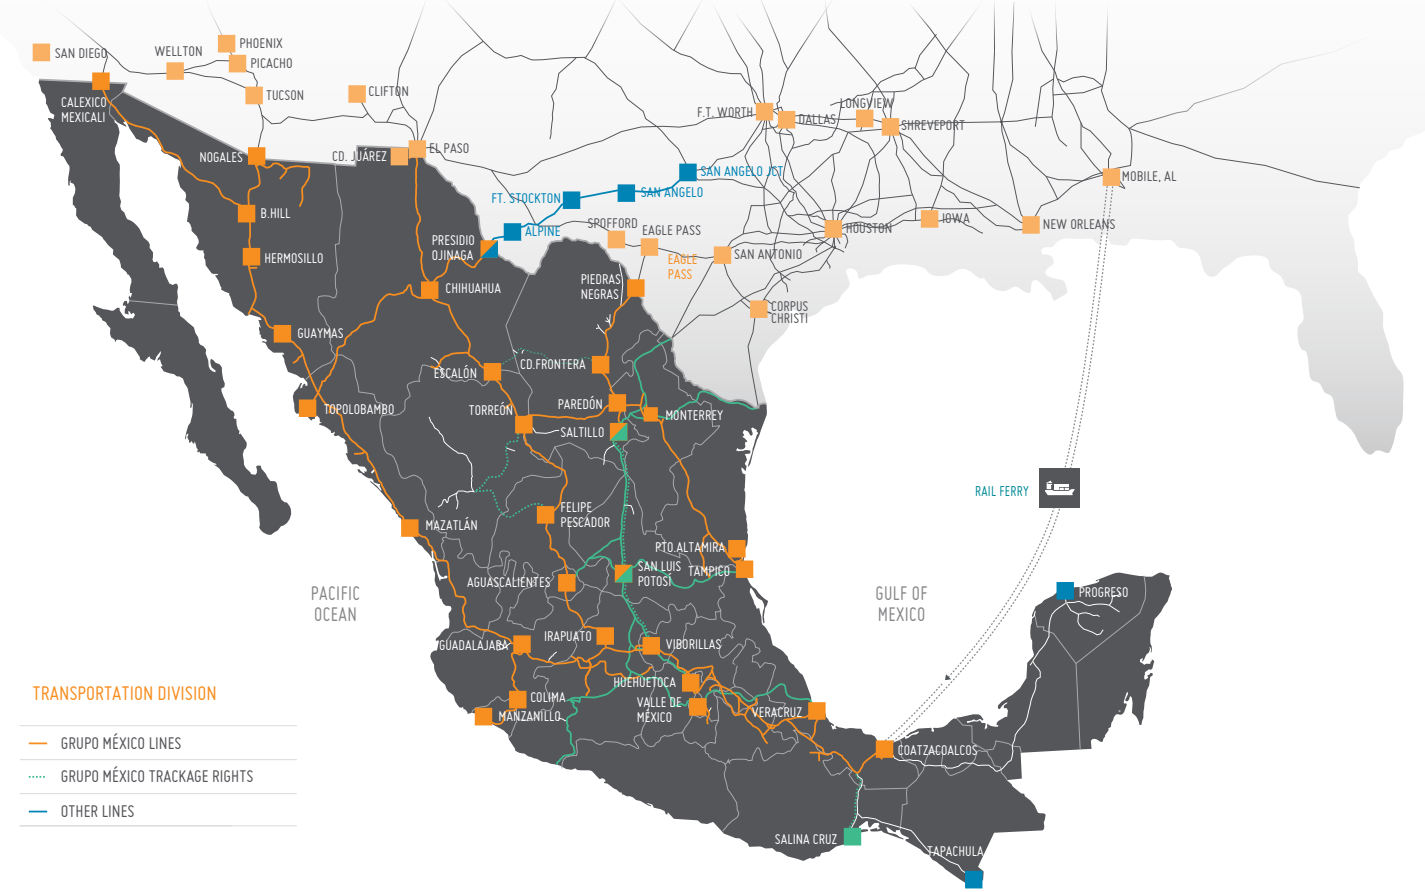 SAN DIEGO
WELLTON
PHOENIX
PICACHO
TUCSON
CLIFTON
CALEXICO
MEXICALI
NOGALES
CD. JUÁREZ
EL PASO
F.T. WORTH
DALLAS
LONGVIEW
SHREVEPORT
MOBILE, AL
SAN ANGELO JCT
SAN ANGELO
FT. STOCKTON
ALPINE
B.HILL
HERMOSILLO
PRESIDIO
OJINAGA
SPOFFORD
EAGLE PASS
EAGLE
PASS
SAN ANTONIO
HOUSTON
IOWA
NEW ORLEANS
CHIHUAHUA
PIEDRAS
NEGRAS
CORPUS
CHRISTI
GUAYMAS
ESCALÓN
CD.FRONTERA
TOPOLOBAMBO
TORREÓN
PAREDÓN
MONTERREY
SALTILLO
RAIL FERRY
MAZATLÁN
FELIPE
PESCADOR
PTO.ALTAMIRA
TAMPICO
SAN LUIS
POTOSÍ
AGUASCALIENTES
PACIFIC
OCEAN
GULF OF
MEXICO
PROGRESO
GUADALAJARA
IRAPUATO
VIBORILLAS
HUEHUETOCA
VALLE DE
MÉXICO
COLIMA
MANZANILLO
VERACRUZ
COATZACOALCOS
SALINA CRUZ
TAPACHULA
TRANSPORTATION DIVISION
GRUPO MÉXICO LINES
GRUPO MÉXICO TRACKAGE RIGHTS
OTHER LINES